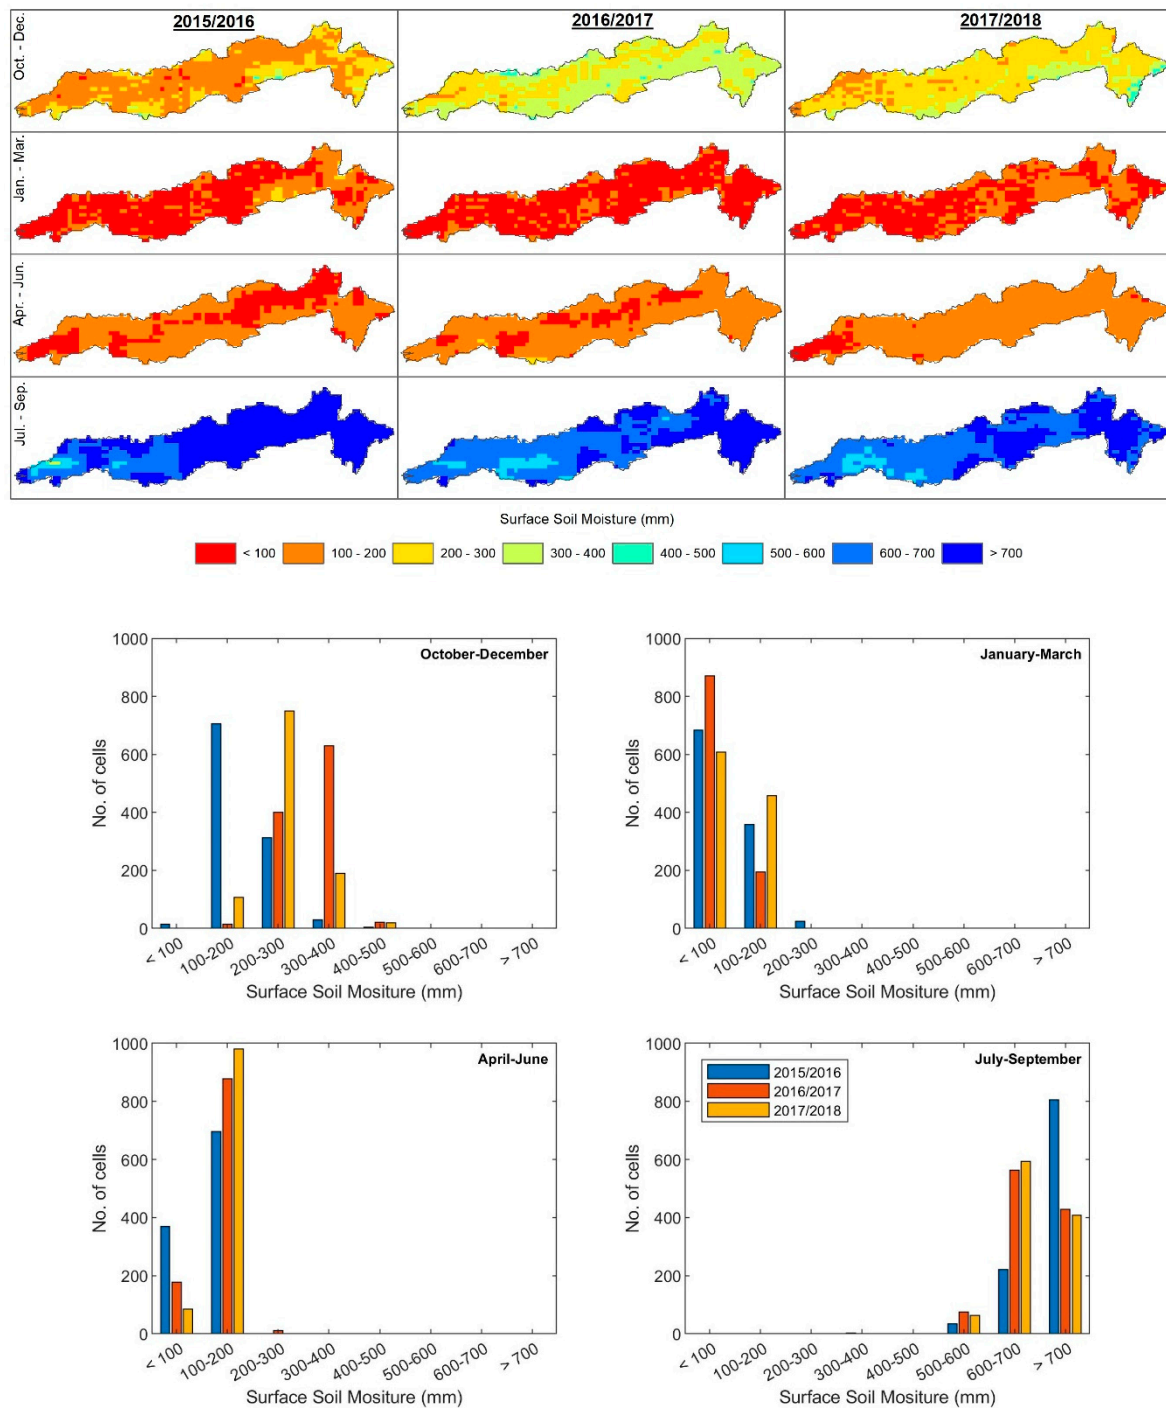 2015/2016 2016/2017 2017/2018
Oct. - Dec.
Jan. - Mar.
Apr. - Jun.
Jul. - Sep.
Surface Soil Moisture (mm)
< 100 100 - 200 200 - 300 300 - 400 400 - 500 500 - 600 600 - 700 > 700
October-December
No. of cells
1000
800
600
400
200
0
< 100 100-200 200-300 300-400 400-500 500-600 600-700 > 700
Surface Soil Mositure (mm)
January-March
No. of cells
1000
800
600
400
200
0
< 100 100-200 200-300 300-400 400-500 500-600 600-700 > 700
Surface Soil Mositure (mm)
April-June
No. of cells
1000
800
600
400
200
0
< 100 100-200 200-300 300-400 400-500 500-600 600-700 > 700
Surface Soil Mositure (mm)
July-September
2015/2016
2016/2017
2017/2018
No. of cells
1000
800
600
400
200
0
< 100 100-200 200-300 300-400 400-500 500-600 600-700 > 700
Surface Soil Mositure (mm)